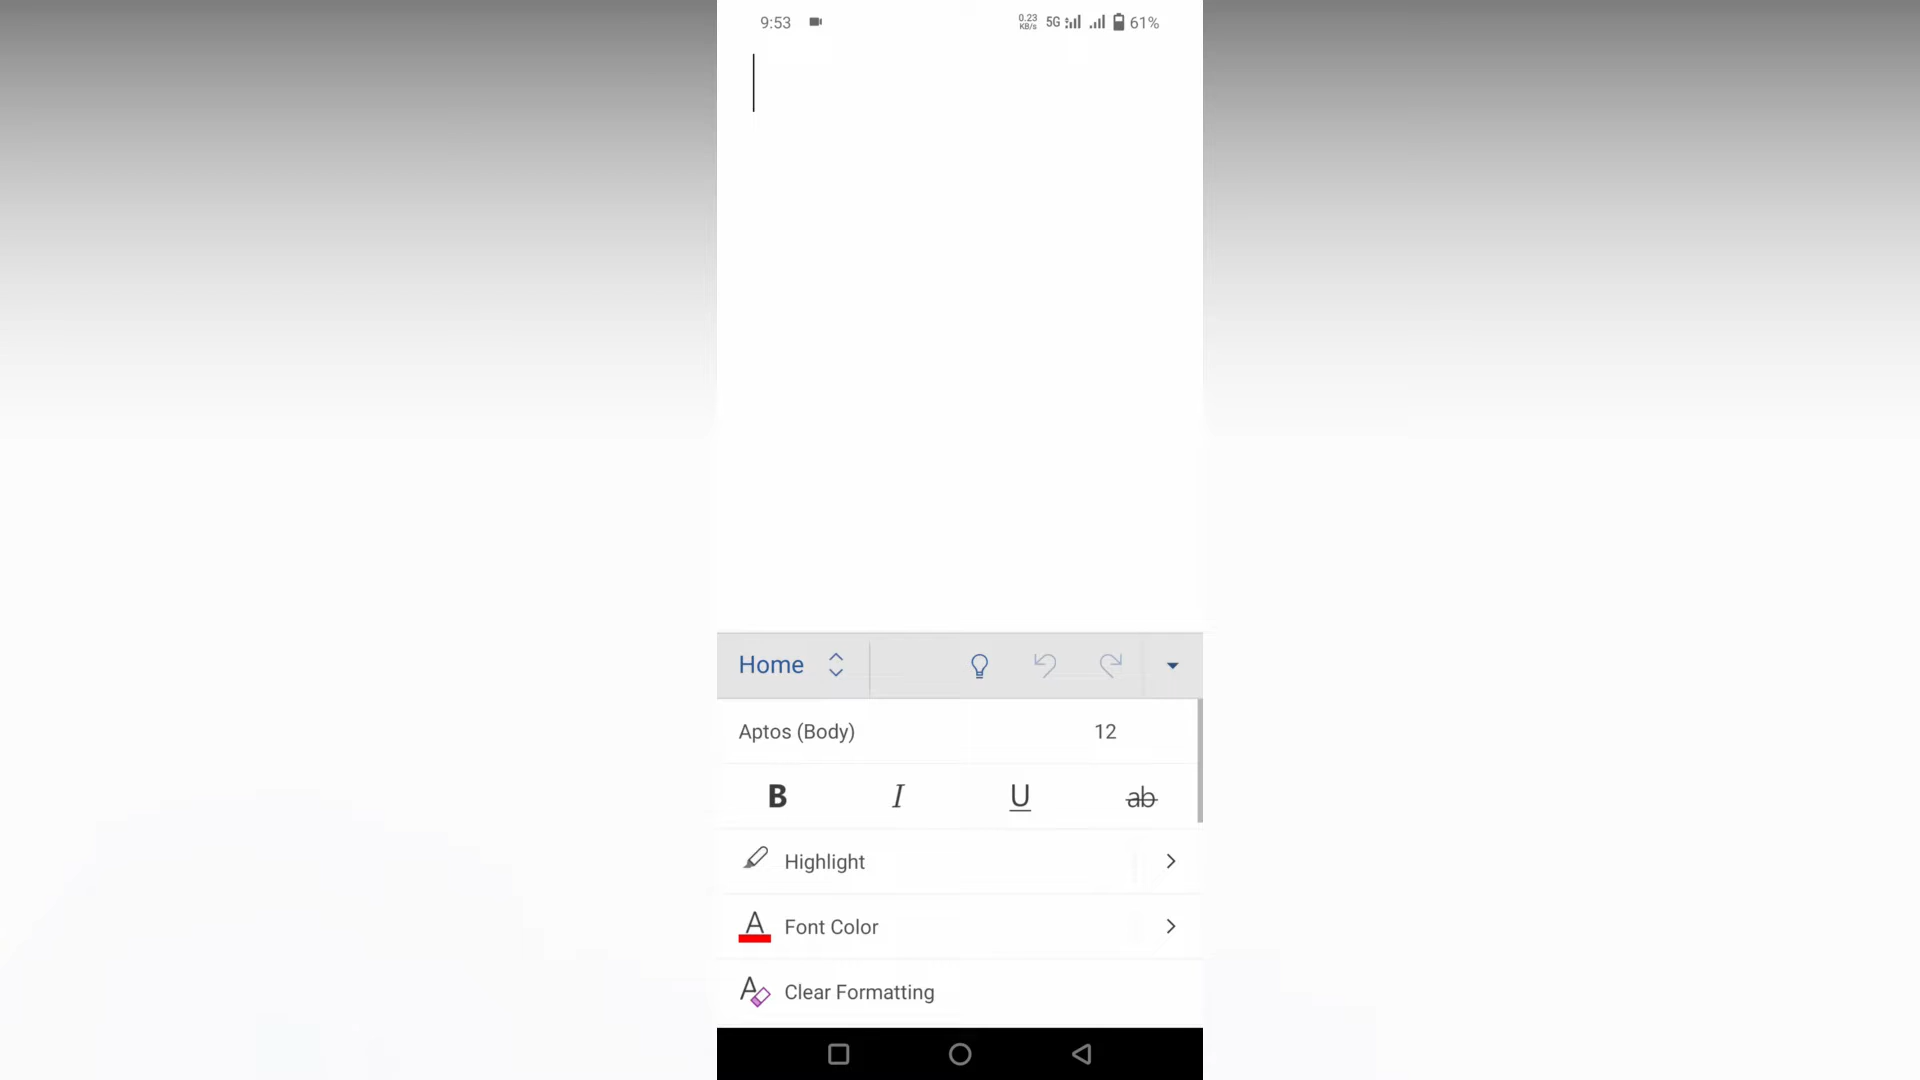 9:53 0.23 KB/s 5G 61%
Home
Aptos (Body) 12
B I U ab
Highlight
A Font Color
A Clear Formatting